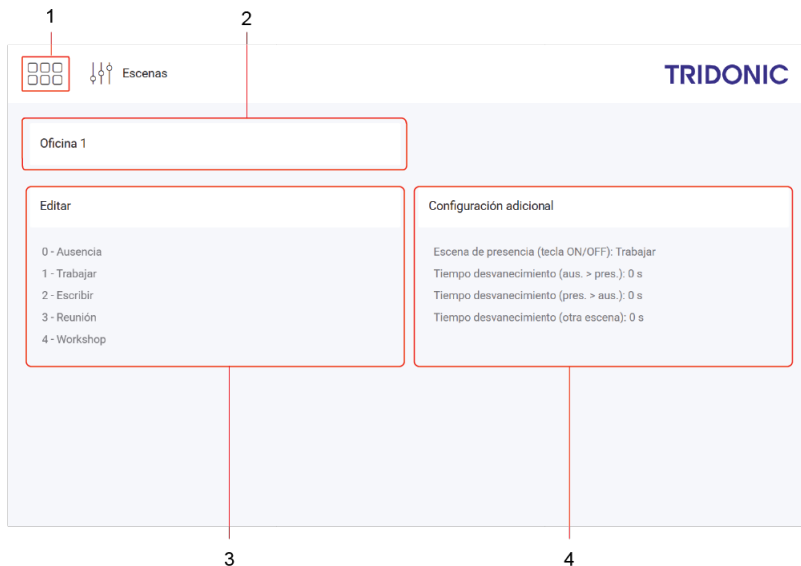 1
2
Escenas
TRIDONIC
Oficina 1
Editar
Configuración adicional
0 - Ausencia
1 - Trabajar
2 - Escribir
3 - Reunión
4 - Workshop
Escena de presencia (tecla ON/OFF): Trabajar
Tiempo desvanecimiento (aus. > pres.): 0 s
Tiempo desvanecimiento (pres. > aus.): 0 s
Tiempo desvanecimiento (otra escena): 0 s
3
4